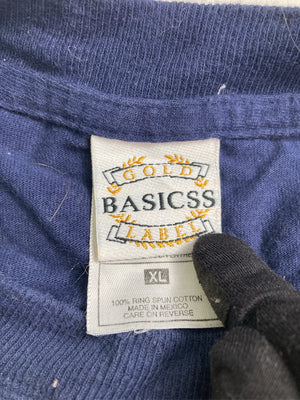 GOLD
BASICSS
LABEL
XL
100% RING SPUN COTTON
MADE IN MEXICO
CARE ON REVERSE